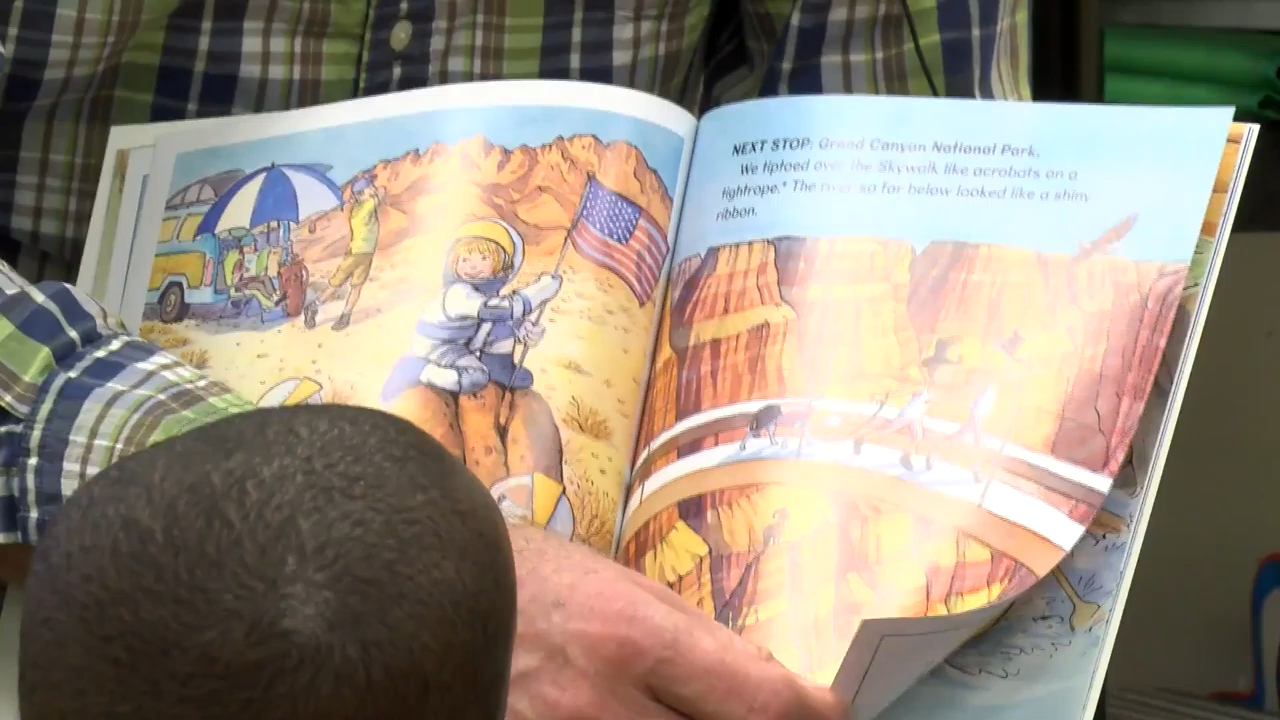 NEXT STOP: Grand Canyon National Park.
We tiptoed over the Skywalk like acrobats on a
tightrope.* The river so far below looked like a shiny
ribbon.